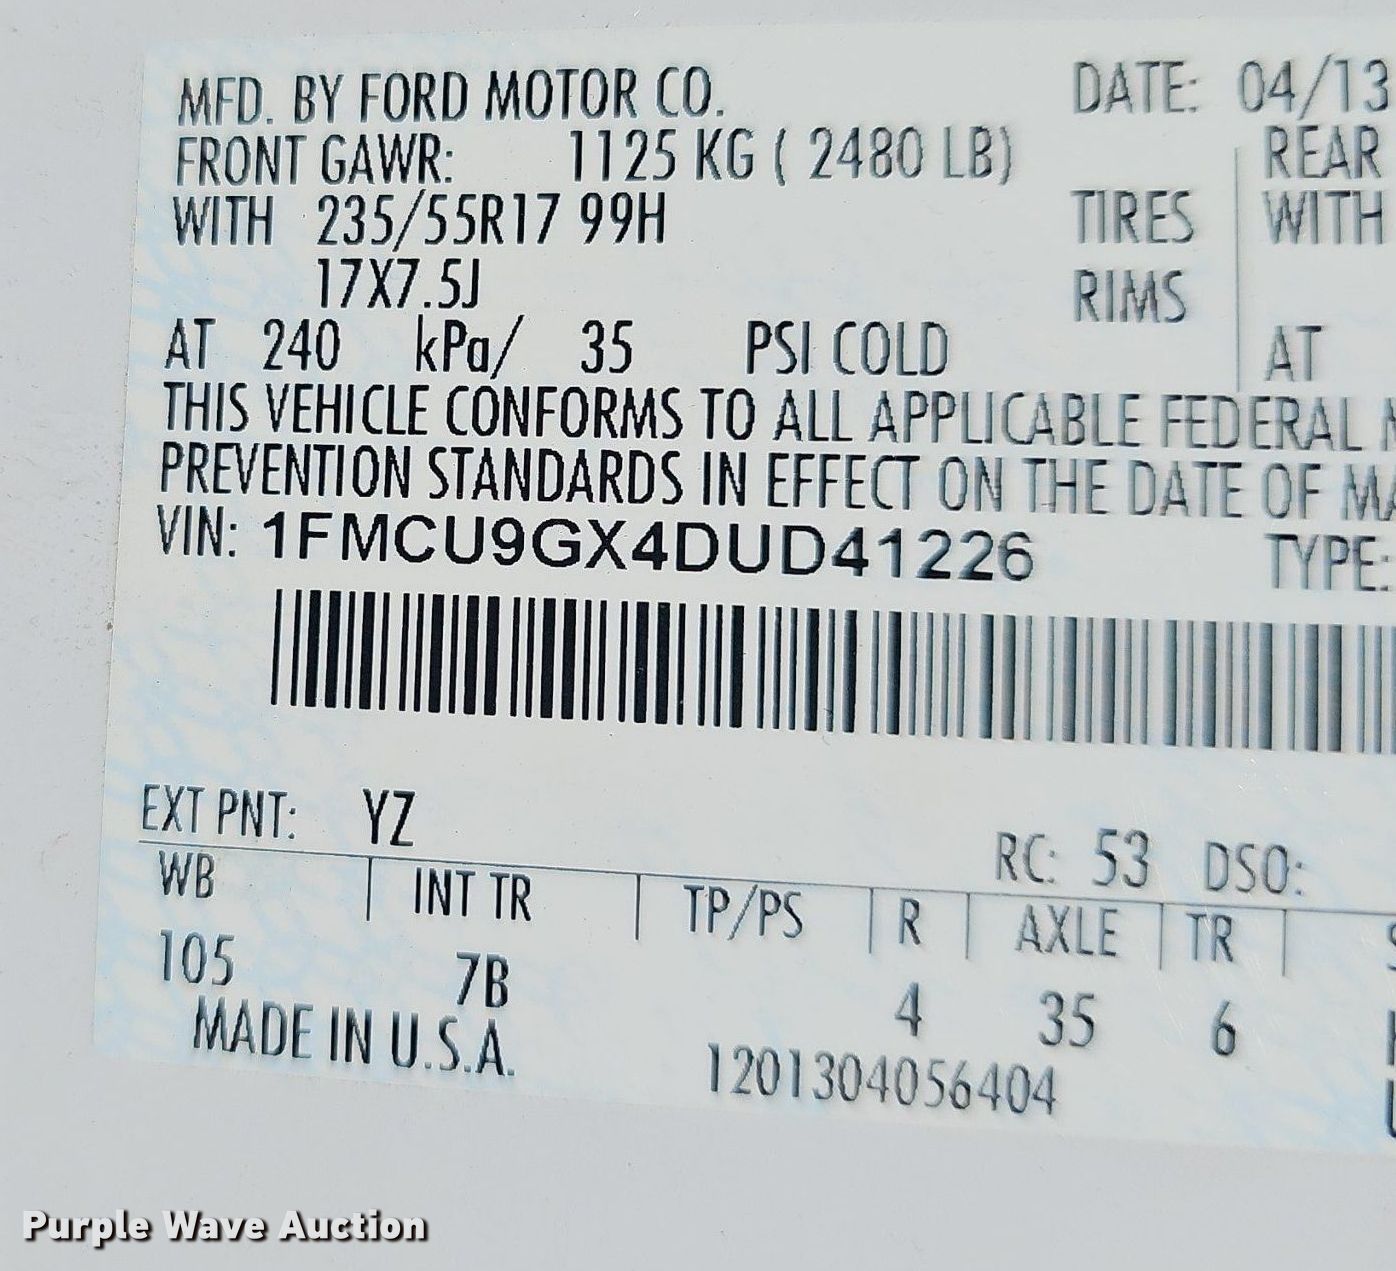 MFD. BY FORD MOTOR CO. DATE: 04/13
FRONT GAWR: 1125 KG ( 2480 LB) REAR
WITH 235/55R17 99H TIRES WITH
17X7.5J RIMS
AT 240 kPa/ 35 PSI COLD AT
THIS VEHICLE CONFORMS TO ALL APPLICABLE FEDERAL
PREVENTION STANDARDS IN EFFECT ON THE DATE OF MA
VIN: 1FMCU9GX4DUD41226 TYPE:
EXT PNT: YZ RC: 53 DSO:
WB INT TR TP/PS R AXLE TR
105 7B 4 35 6
MADE IN U.S.A. 1201304056404
Purple Wave Auction